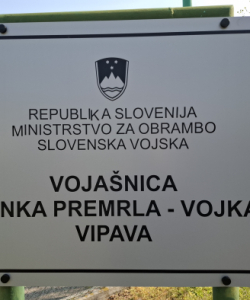 REPUBLIKA SLOVENIJA
MINISTRSTVO ZA OBRAMBO
SLOVENSKA VOJSKA
VOJAŠNICA
NKA PREMRLA - VOJKA
VIPAVA